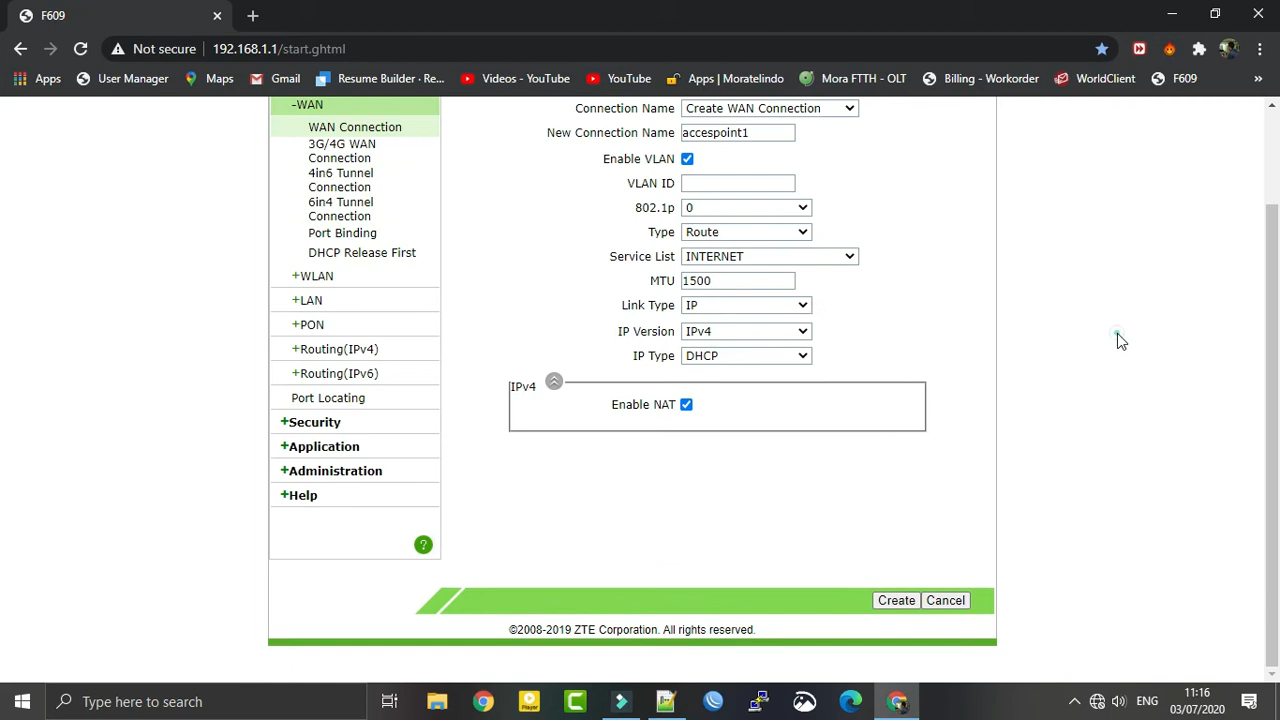 F609
Not secure
192.168.1.1/start.ghtml
Apps
User Manager
Maps
Gmail
Resume Builder · Re...
Videos - YouTube
YouTube
Apps | Moratelindo
Mora FTTH - OLT
Billing - Workorder
WorldClient
F609
»
-WAN
WAN Connection
3G/4G WAN
Connection
4in6 Tunnel
Connection
6in4 Tunnel
Connection
Port Binding
DHCP Release First
+WLAN
+LAN
+PON
+Routing(IPv4)
+Routing(IPv6)
Port Locating
+Security
+Application
+Administration
+Help
?
Connection Name Create WAN Connection
New Connection Name accespoint1
Enable VLAN
VLAN ID
802.1p 0
Type Route
Service List INTERNET
MTU 1500
Link Type IP
IP Version IPv4
IP Type DHCP
IPv4
Enable NAT
Create Cancel
©2008-2019 ZTE Corporation. All rights reserved.
Type here to search
Player
ENG
11:16
03/07/2020